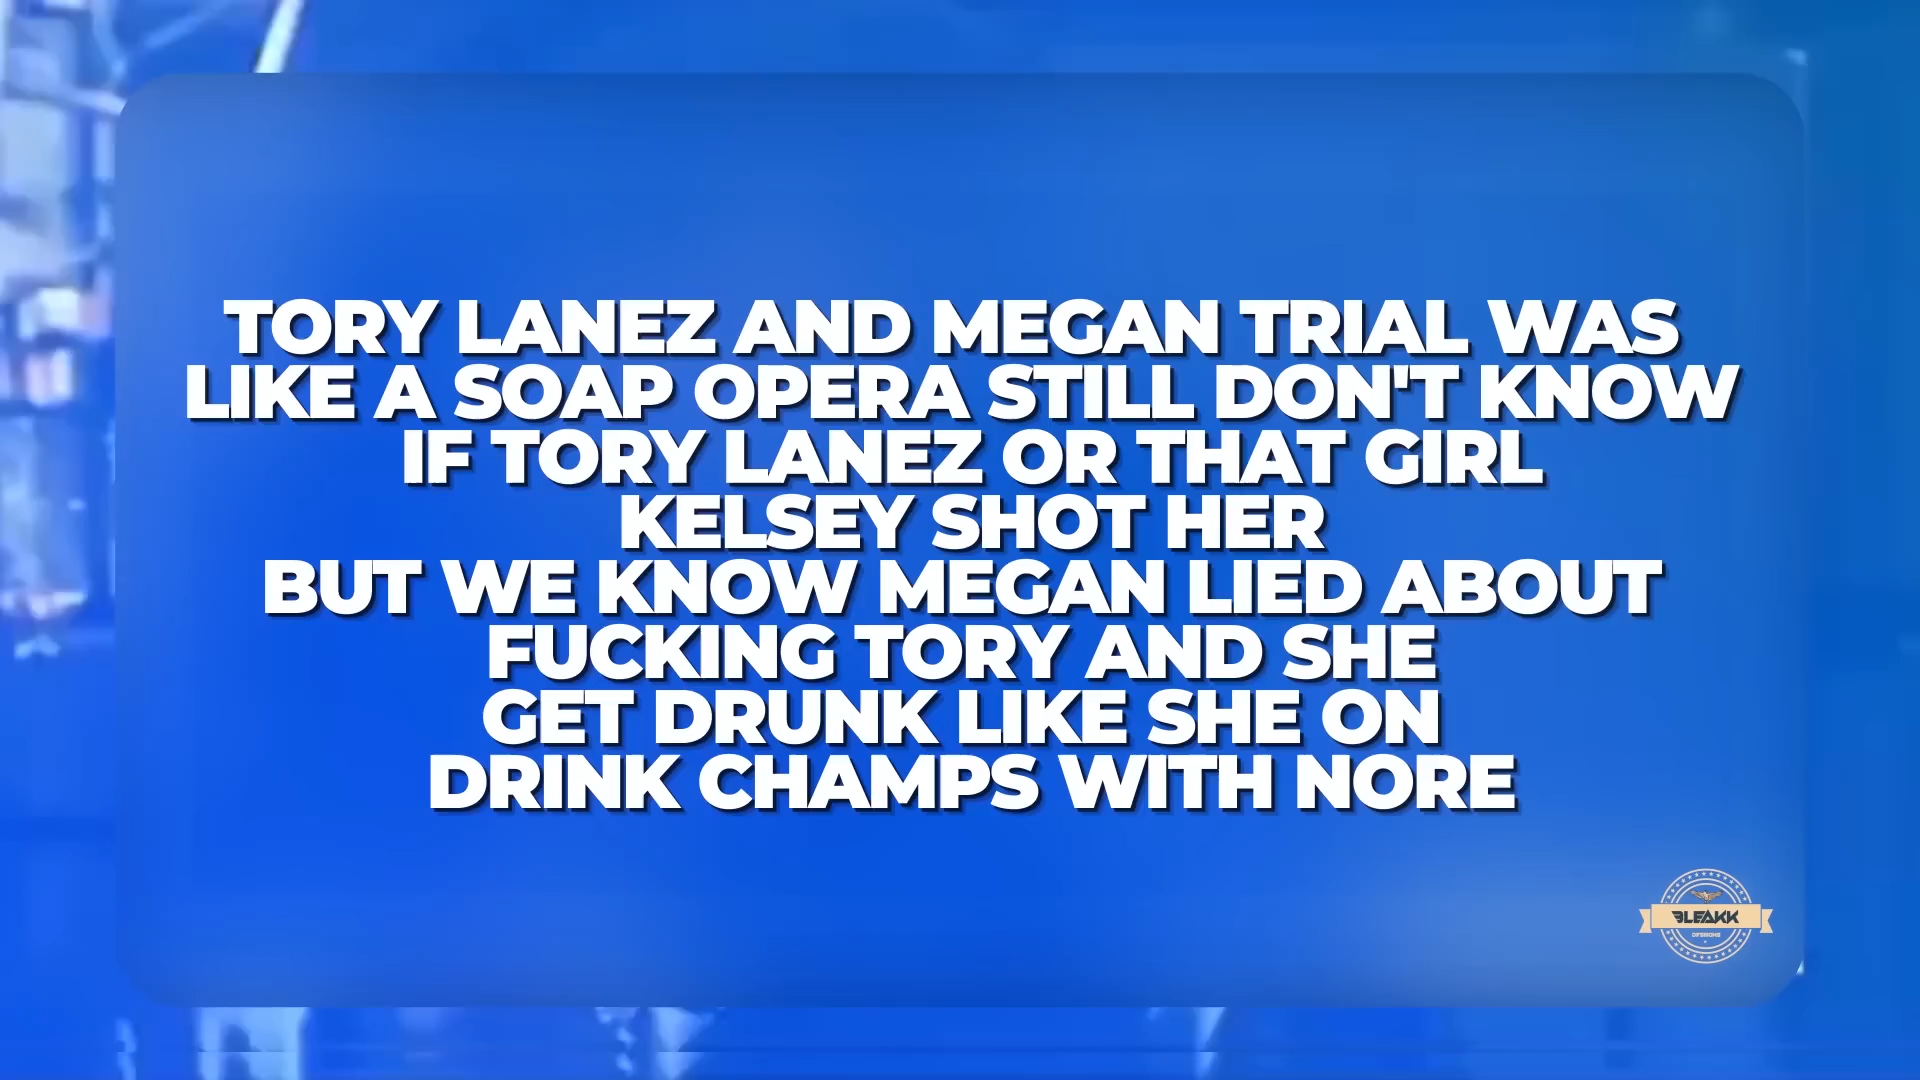 TORY LANEZ AND MEGAN TRIAL WAS
LIKE A SOAP OPERA STILL DON'T KNOW
IF TORY LANEZ OR THAT GIRL
KELSEY SHOT HER
BUT WE KNOW MEGAN LIED ABOUT
FUCKING TORY AND SHE
GET DRUNK LIKE SHE ON
DRINK CHAMPS WITH NORE
BLEAKK
DESIGNS